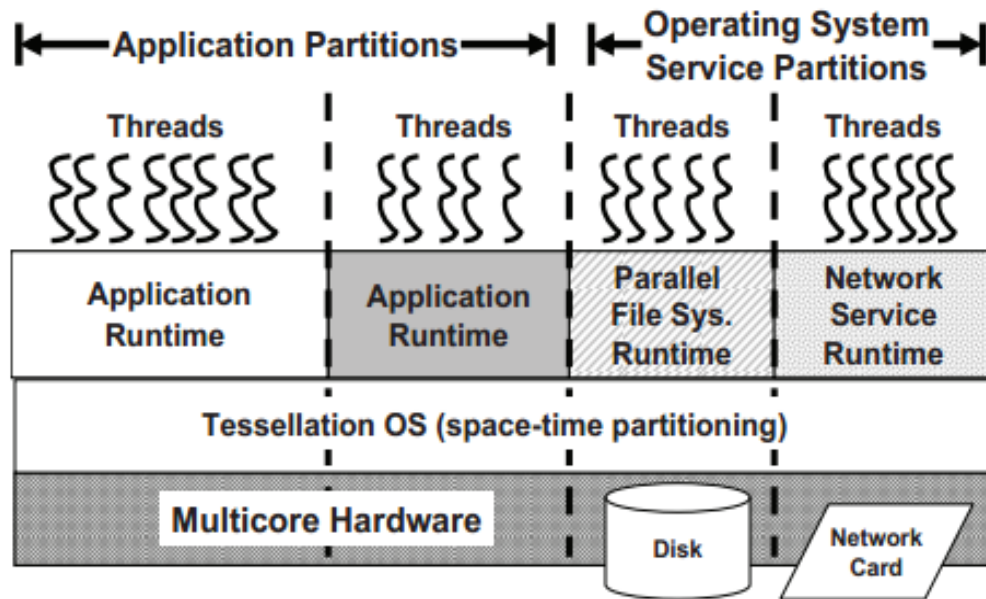 Application Partitions
Operating System
Service Partitions
Threads
Threads
Threads
Threads
Application
Runtime
Application
Runtime
Parallel
File Sys.
Runtime
Network
Service
Runtime
Tessellation OS (space-time partitioning)
Multicore Hardware
Disk
Network
Card